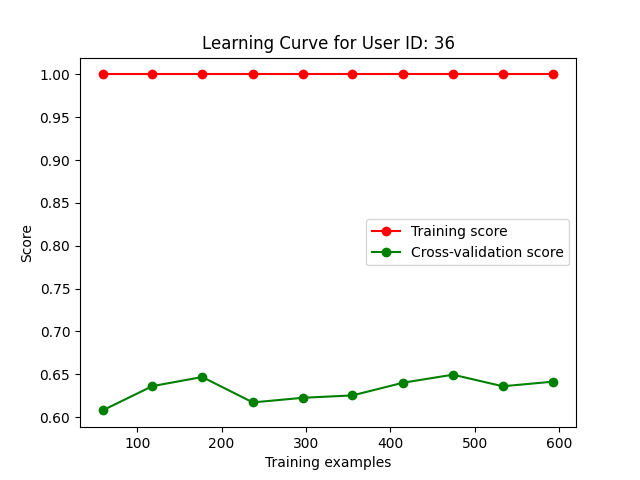 Learning Curve for User ID: 36
1.00
0.95
0.90
0.85
0.80
0.75
0.70
0.65
0.60
Score
Training score
Cross-validation score
100 200 300 400 500 600
Training examples